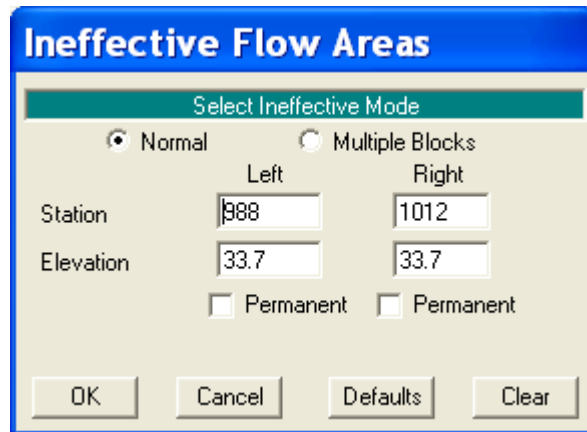 Ineffective Flow Areas
Select Ineffective Mode
Normal Multiple Blocks
Left Right
Station 988 1012
Elevation 33.7 33.7
Permanent Permanent
OK Cancel Defaults Clear